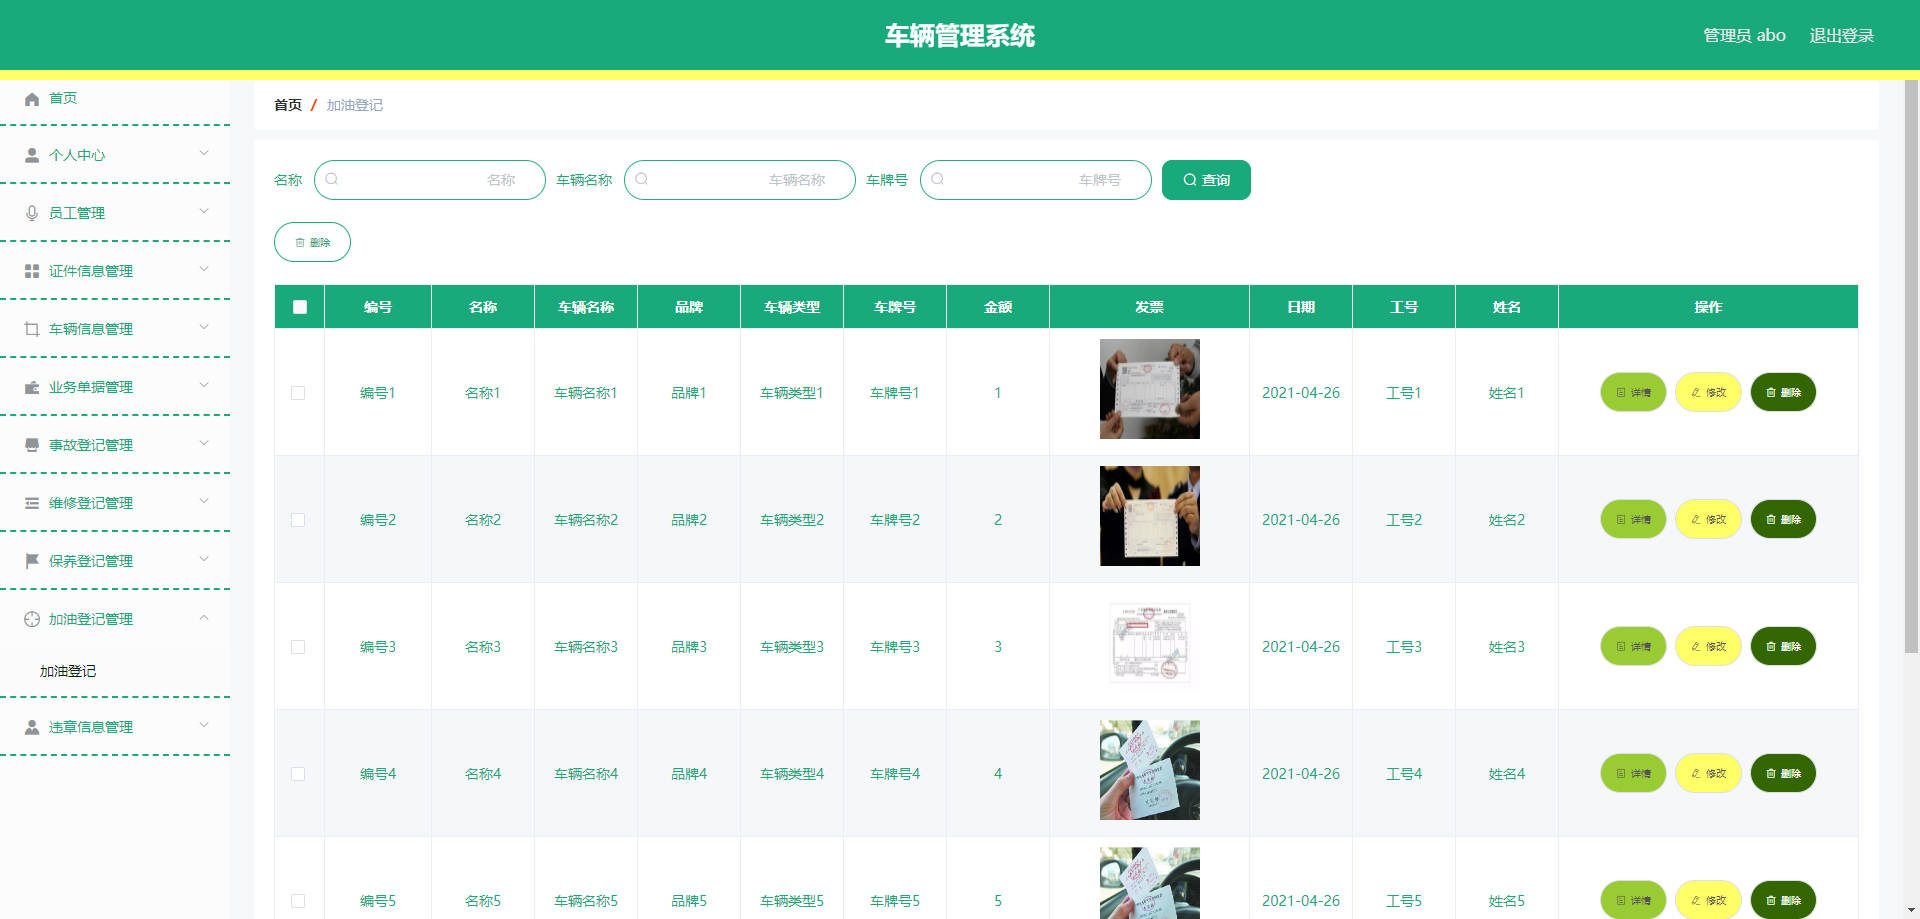 车辆管理系统
管理员 abo 退出登录
首页
个人中心
员工管理
证件信息管理
车辆信息管理
业务单据管理
事故登记管理
维修登记管理
保养登记管理
加油登记管理
加油登记
违章信息管理
首页 / 加油登记
名称 名称 车辆名称 车辆名称 车牌号 车牌号 查询
删除
编号 名称 车辆名称 品牌 车辆类型 车牌号 金额 发票 日期 工号 姓名 操作
编号1 名称1 车辆名称1 品牌1 车辆类型1 车牌号1 1 2021-04-26 工号1 姓名1 详情 修改 删除
编号2 名称2 车辆名称2 品牌2 车辆类型2 车牌号2 2 2021-04-26 工号2 姓名2 详情 修改 删除
编号3 名称3 车辆名称3 品牌3 车辆类型3 车牌号3 3 2021-04-26 工号3 姓名3 详情 修改 删除
编号4 名称4 车辆名称4 品牌4 车辆类型4 车牌号4 4 2021-04-26 工号4 姓名4 详情 修改 删除
编号5 名称5 车辆名称5 品牌5 车辆类型5 车牌号5 5 2021-04-26 工号5 姓名5 详情 修改 删除